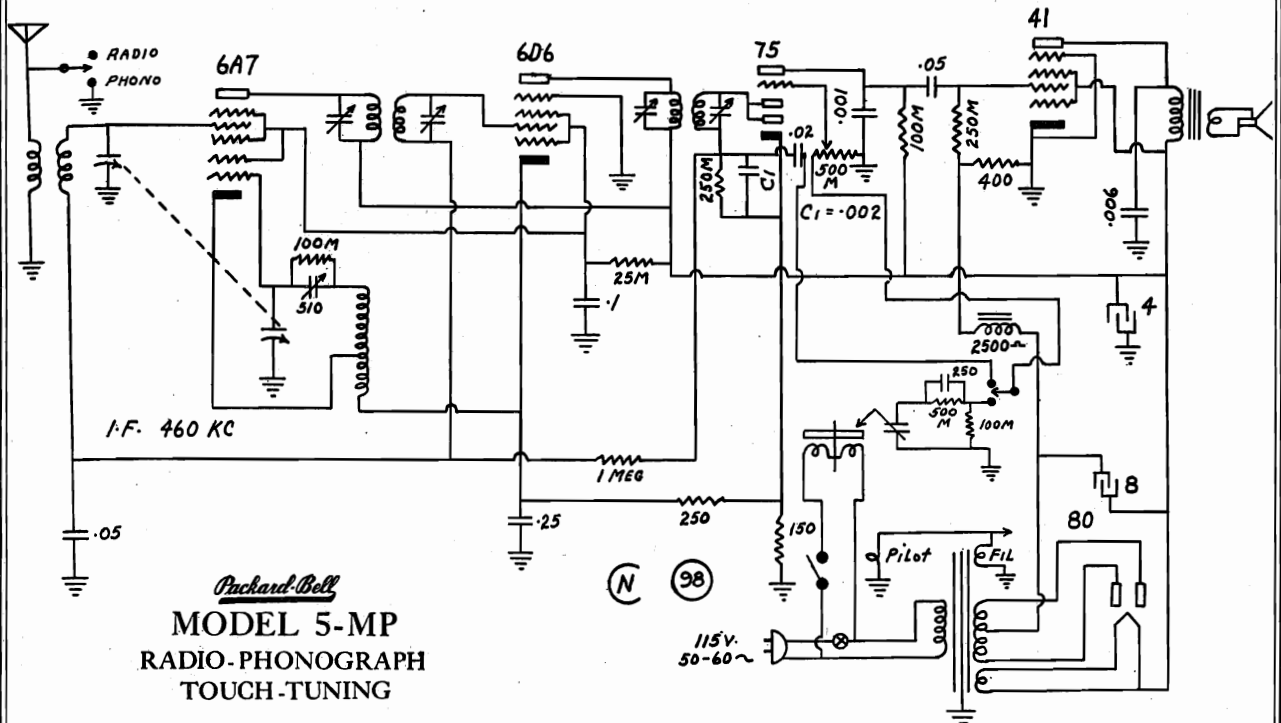 RADIO
PHONO
6A7
6D6
75
41
.05
.001
.02
100M
250M
400
.006
250M
C1
500
M
C1 = .002
100M
510
25M
.1
4
2500Ω
250
500
M
100M
I.F. 460 KC
1 MEG
250
.25
.05
150
8
80
Pilot
FIL
N
98
115V.
50-60~
Packard-Bell
MODEL 5-MP
RADIO-PHONOGRAPH
TOUCH-TUNING